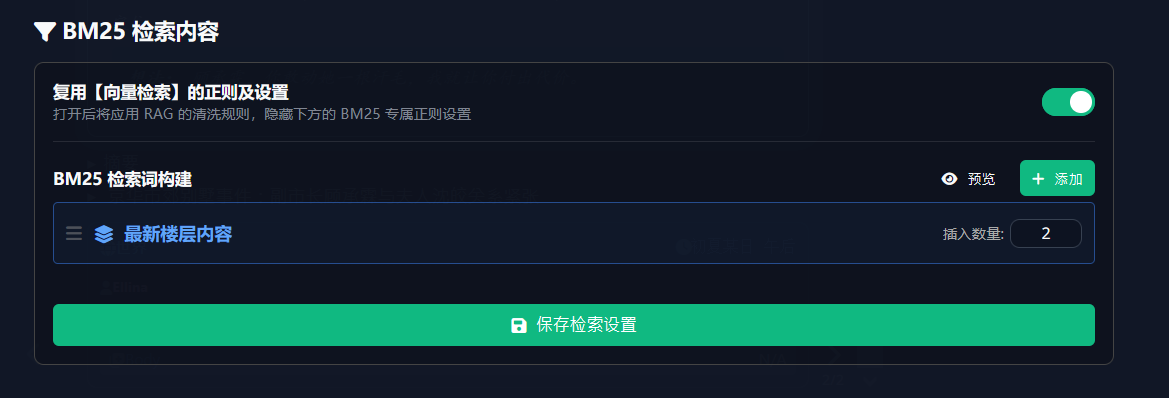 BM25 检索内容
复用【向量检索】的正则及设置
打开后将应用 RAG 的清洗规则，隐藏下方的 BM25 专属正则设置
BM25 检索词构建
预览
添加
最新楼层内容
插入数量:
2
保存检索设置